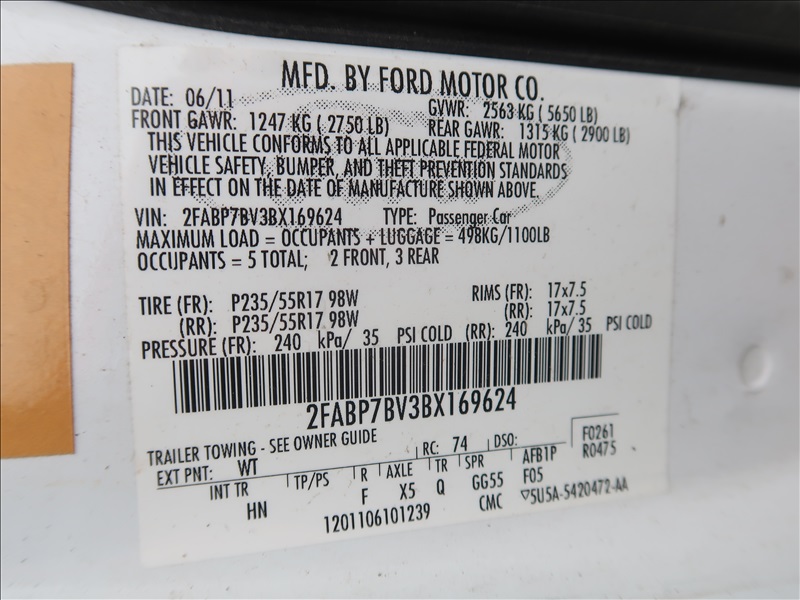 MFD. BY FORD MOTOR CO.
DATE: 06/11 GVWR: 2563 KG ( 5650 LB)
FRONT GAWR: 1247 KG ( 2750 LB) REAR GAWR: 1315 KG ( 2900 LB)
THIS VEHICLE CONFORMS TO ALL APPLICABLE FEDERAL MOTOR
VEHICLE SAFETY, BUMPER, AND THEFT PREVENTION STANDARDS
IN EFFECT ON THE DATE OF MANUFACTURE SHOWN ABOVE.
VIN: 2FABP7BV3BX169624 TYPE: Passenger Car
MAXIMUM LOAD = OCCUPANTS + LUGGAGE = 498KG/1100LB
OCCUPANTS = 5 TOTAL; 2 FRONT, 3 REAR
TIRE (FR): P235/55R17 98W RIMS (FR): 17x7.5
(RR): P235/55R17 98W (RR): 17x7.5
PRESSURE (FR): 240 kPa/ 35 PSI COLD (RR): 240 kPa/ 35 PSI COLD
2FABP7BV3BX169624
TRAILER TOWING - SEE OWNER GUIDE
EXT PNT: WT RC: 74 DSO: F0261
R0475
INT TR TP/PS R AXLE TR SPR AFB1P
HN F X5 Q GG55 F05
1201106101239 CMC ▽5U5A-5420472-AA